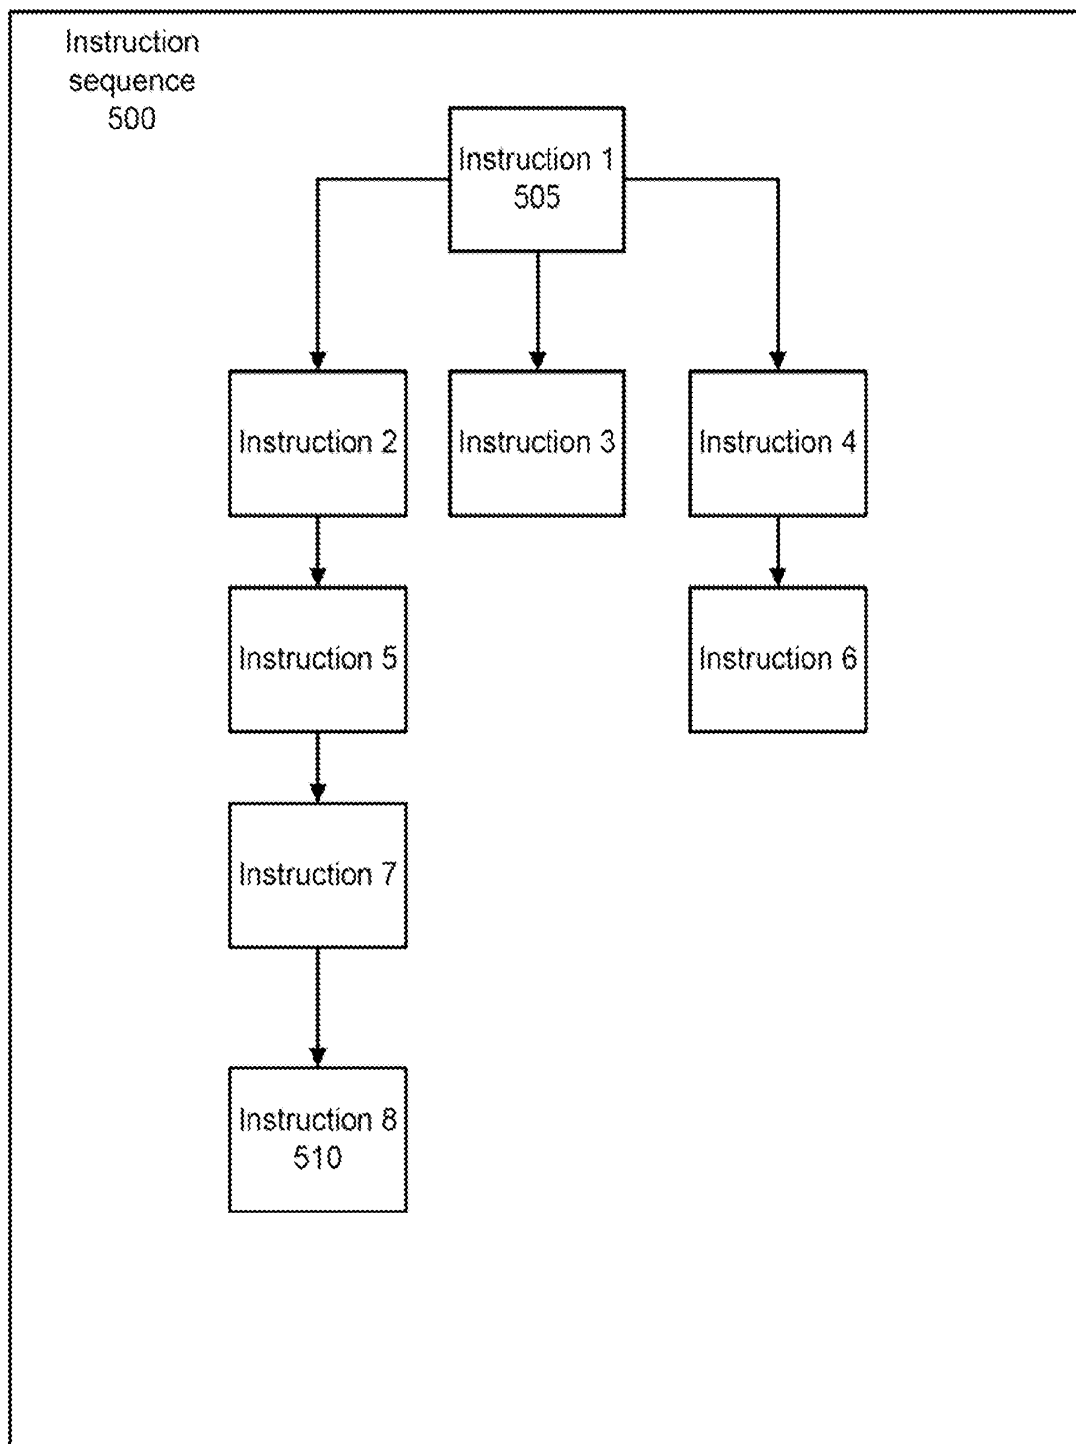 Instruction
sequence
500
Instruction 1
505
Instruction 2
Instruction 3
Instruction 4
Instruction 5
Instruction 6
Instruction 7
Instruction 8
510